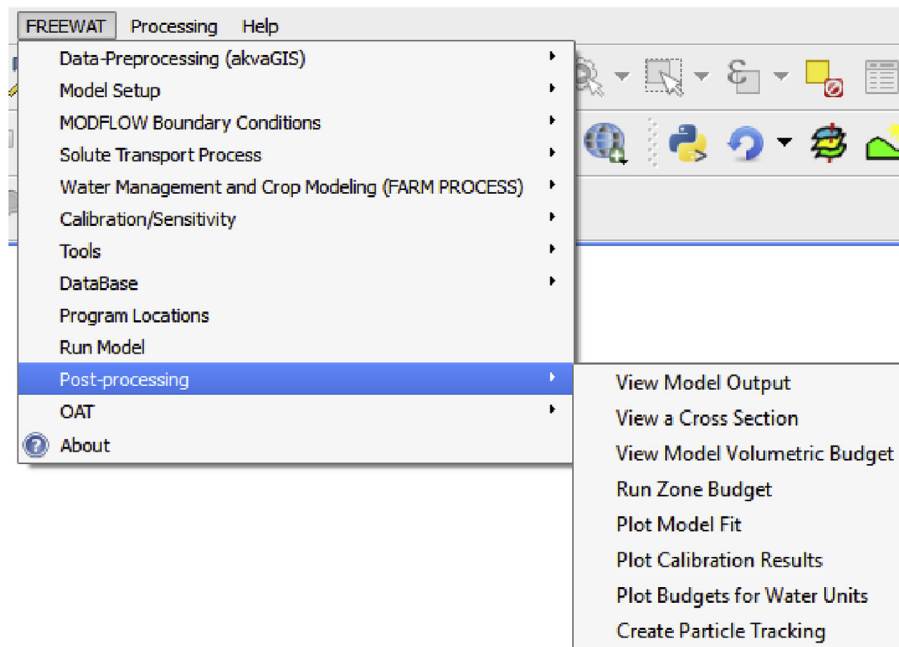 FREEWAT Processing Help
Data-Preprocessing (akvaGIS)
Model Setup
MODFLOW Boundary Conditions
Solute Transport Process
Water Management and Crop Modeling (FARM PROCESS)
Calibration/Sensitivity
Tools
DataBase
Program Locations
Run Model
Post-processing
OAT
About
View Model Output
View a Cross Section
View Model Volumetric Budget
Run Zone Budget
Plot Model Fit
Plot Calibration Results
Plot Budgets for Water Units
Create Particle Tracking